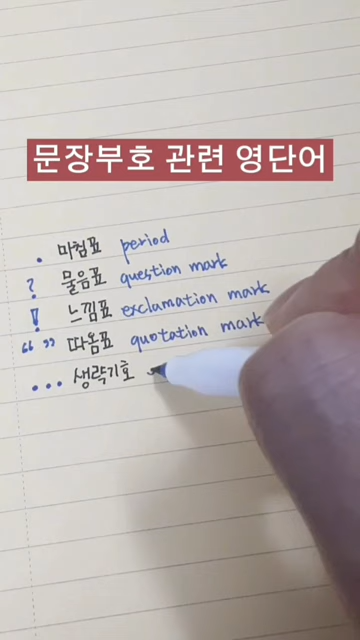 문장부호 관련 영단어
. 마침표 period
? 물음표 question mark
! 느낌표 exclamation mark
“ ” 따옴표 quotation mark
... 생략기호